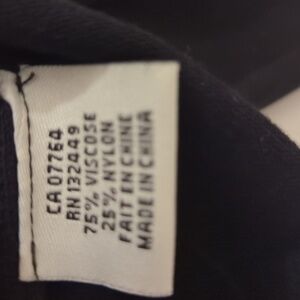 CA 07764
RN 132449
75% VISCOSE
25% NYLON
FAIT EN CHINE
MADE IN CHINA